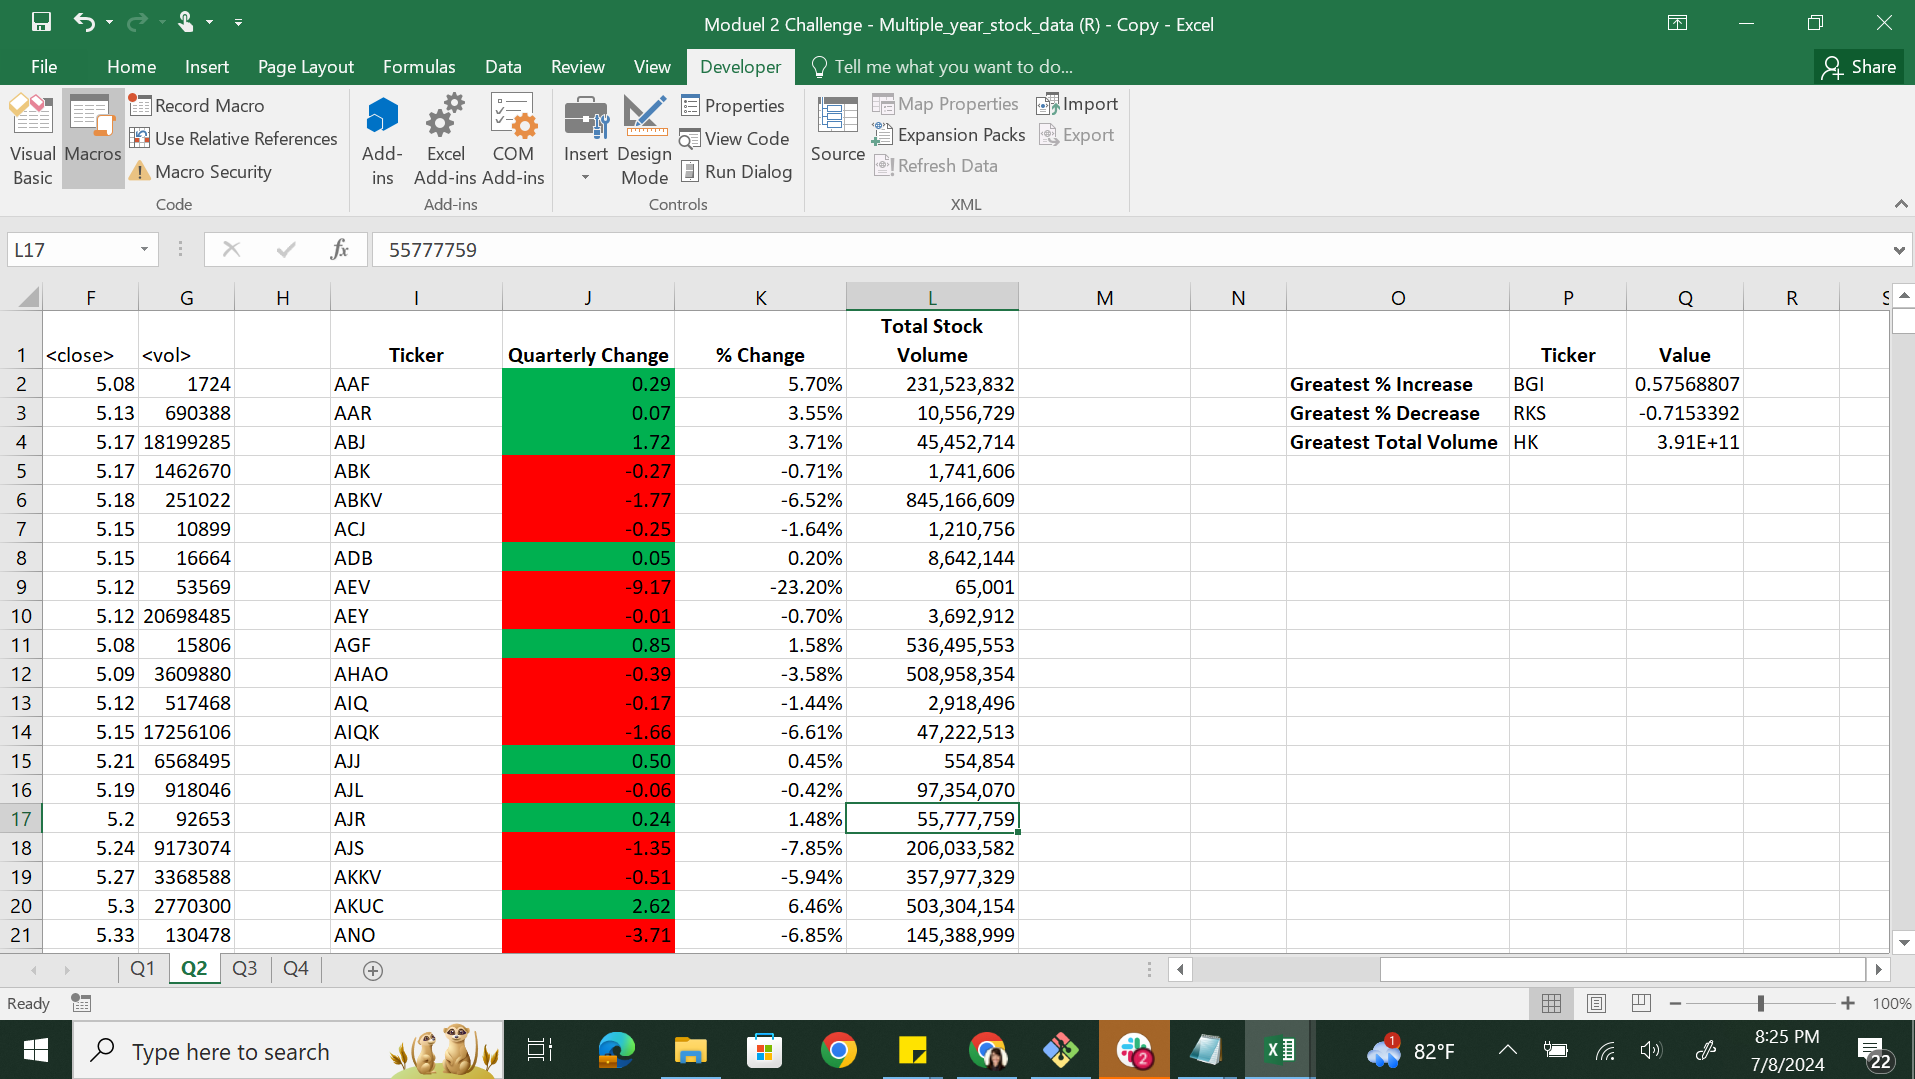 Moduel 2 Challenge - Multiple_year_stock_data (R) - Copy - Excel
File Home Insert Page Layout Formulas Data Review View Developer Tell me what you want to do... Share
Visual Basic
Macros
Record Macro
Use Relative References
Macro Security
Code
Add-ins
Excel Add-ins
COM Add-ins
Add-ins
Insert
Design Mode
Properties
View Code
Run Dialog
Controls
Source
Map Properties
Expansion Packs
Refresh Data
Import
Export
XML
L17 fx 55777759
F G H I J K L M N O P Q R S
1 <close> <vol> Ticker Quarterly Change % Change Total Stock Volume Ticker Value
2 5.08 1724 AAF 0.29 5.70% 231,523,832 Greatest % Increase BGI 0.57568807
3 5.13 690388 AAR 0.07 3.55% 10,556,729 Greatest % Decrease RKS -0.7153392
4 5.17 18199285 ABJ 1.72 3.71% 45,452,714 Greatest Total Volume HK 3.91E+11
5 5.17 1462670 ABK -0.27 -0.71% 1,741,606
6 5.18 251022 ABKV -1.77 -6.52% 845,166,609
7 5.15 10899 ACJ -0.25 -1.64% 1,210,756
8 5.15 16664 ADB 0.05 0.20% 8,642,144
9 5.12 53569 AEV -9.17 -23.20% 65,001
10 5.12 20698485 AEY -0.01 -0.70% 3,692,912
11 5.08 15806 AGF 0.85 1.58% 536,495,553
12 5.09 3609880 AHAO -0.39 -3.58% 508,958,354
13 5.12 517468 AIQ -0.17 -1.44% 2,918,496
14 5.15 17256106 AIQK -1.66 -6.61% 47,222,513
15 5.21 6568495 AJJ 0.50 0.45% 554,854
16 5.19 918046 AJL -0.06 -0.42% 97,354,070
17 5.2 92653 AJR 0.24 1.48% 55,777,759
18 5.24 9173074 AJS -1.35 -7.85% 206,033,582
19 5.27 3368588 AKKV -0.51 -5.94% 357,977,329
20 5.3 2770300 AKUC 2.62 6.46% 503,304,154
21 5.33 130478 ANO -3.71 -6.85% 145,388,999
Q1 Q2 Q3 Q4
Ready 100%
Type here to search 2 1 82°F 8:25 PM
7/8/2024 22